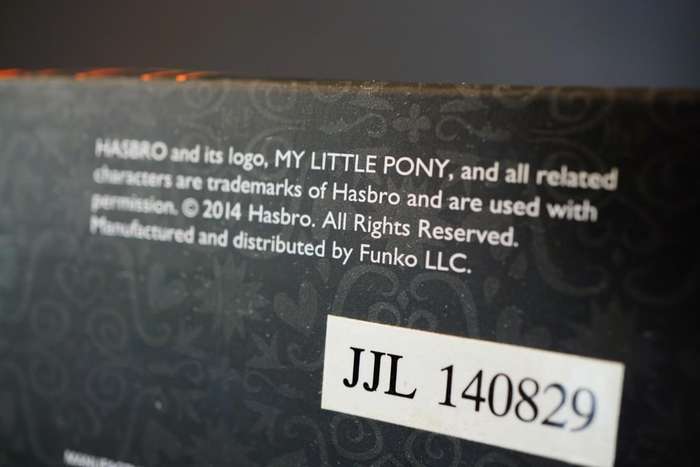 HASBRO and its logo, MY LITTLE PONY, and all related
characters are trademarks of Hasbro and are used with
permission. © 2014 Hasbro. All Rights Reserved.
Manufactured and distributed by Funko LLC.
JJL 140829